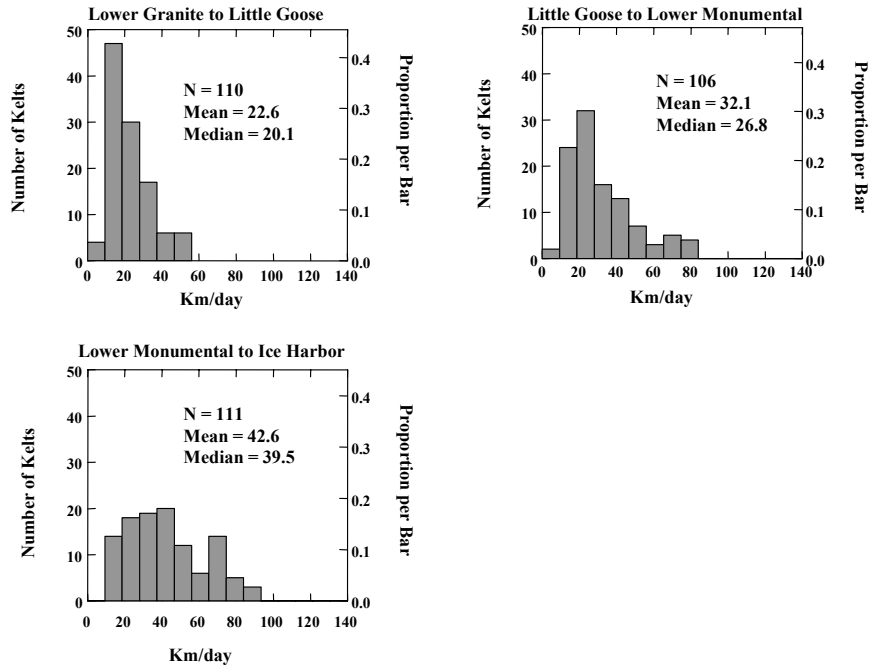 Lower Granite to Little Goose
50
40
30
20
10
0
Number of Kelts
N = 110
Mean = 22.6
Median = 20.1
0.4
0.3
0.2
0.1
0.0
Proportion per Bar
0 20 40 60 80 100 120 140
Km/day
Little Goose to Lower Monumental
50
40
30
20
10
0
Number of Kelts
N = 106
Mean = 32.1
Median = 26.8
0.4
0.3
0.2
0.1
0.0
Proportion per Bar
0 20 40 60 80 100 120 140
Km/day
Lower Monumental to Ice Harbor
50
40
30
20
10
0
Number of Kelts
N = 111
Mean = 42.6
Median = 39.5
0.4
0.3
0.2
0.1
0.0
Proportion per Bar
0 20 40 60 80 100 120 140
Km/day